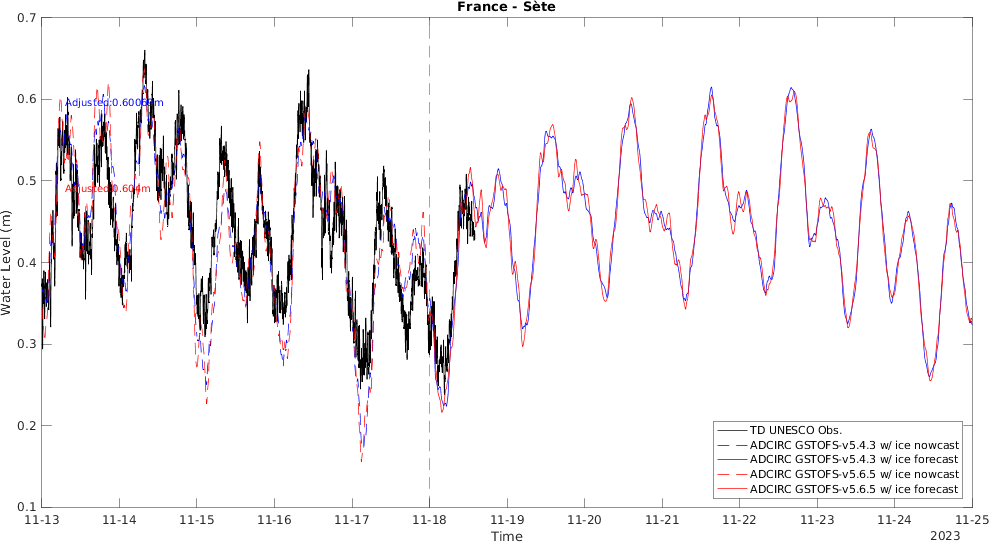 France - Sète
Water Level (m)
0.7
0.6
0.5
0.4
0.3
0.2
0.1
Adjusted:0.604m
TD UNESCO Obs.
ADCIRC GSTOFS-v5.4.3 w/ ice nowcast
ADCIRC GSTOFS-v5.4.3 w/ ice forecast
ADCIRC GSTOFS-v5.6.5 w/ ice nowcast
ADCIRC GSTOFS-v5.6.5 w/ ice forecast
11-13 11-14 11-15 11-16 11-17 11-18 11-19 11-20 11-21 11-22 11-23 11-24 11-25
Time
2023